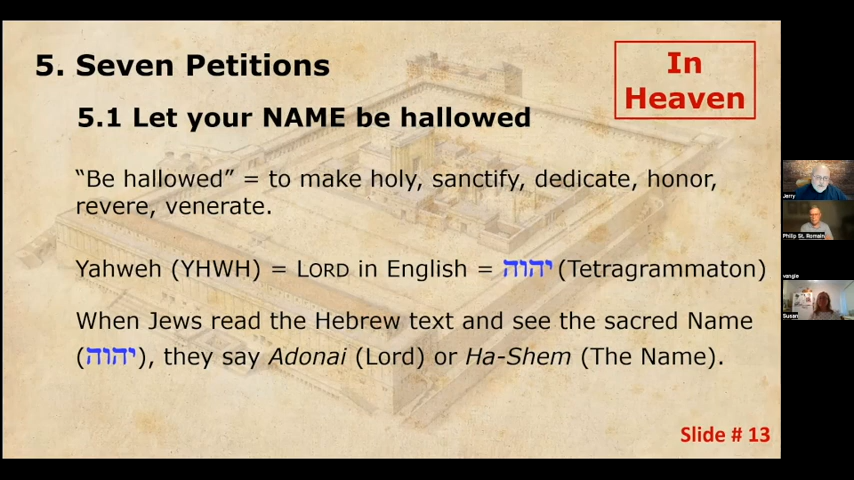 5. Seven Petitions
In
Heaven
5.1 Let your NAME be hallowed
“Be hallowed” = to make holy, sanctify, dedicate, honor,
revere, venerate.
Yahweh (YHWH) = LORD in English = יהוה (Tetragrammaton)
When Jews read the Hebrew text and see the sacred Name
(יהוה), they say Adonai (Lord) or Ha-Shem (The Name).
Slide # 13
Jerry
Philip St. Romain
vangie
Susan